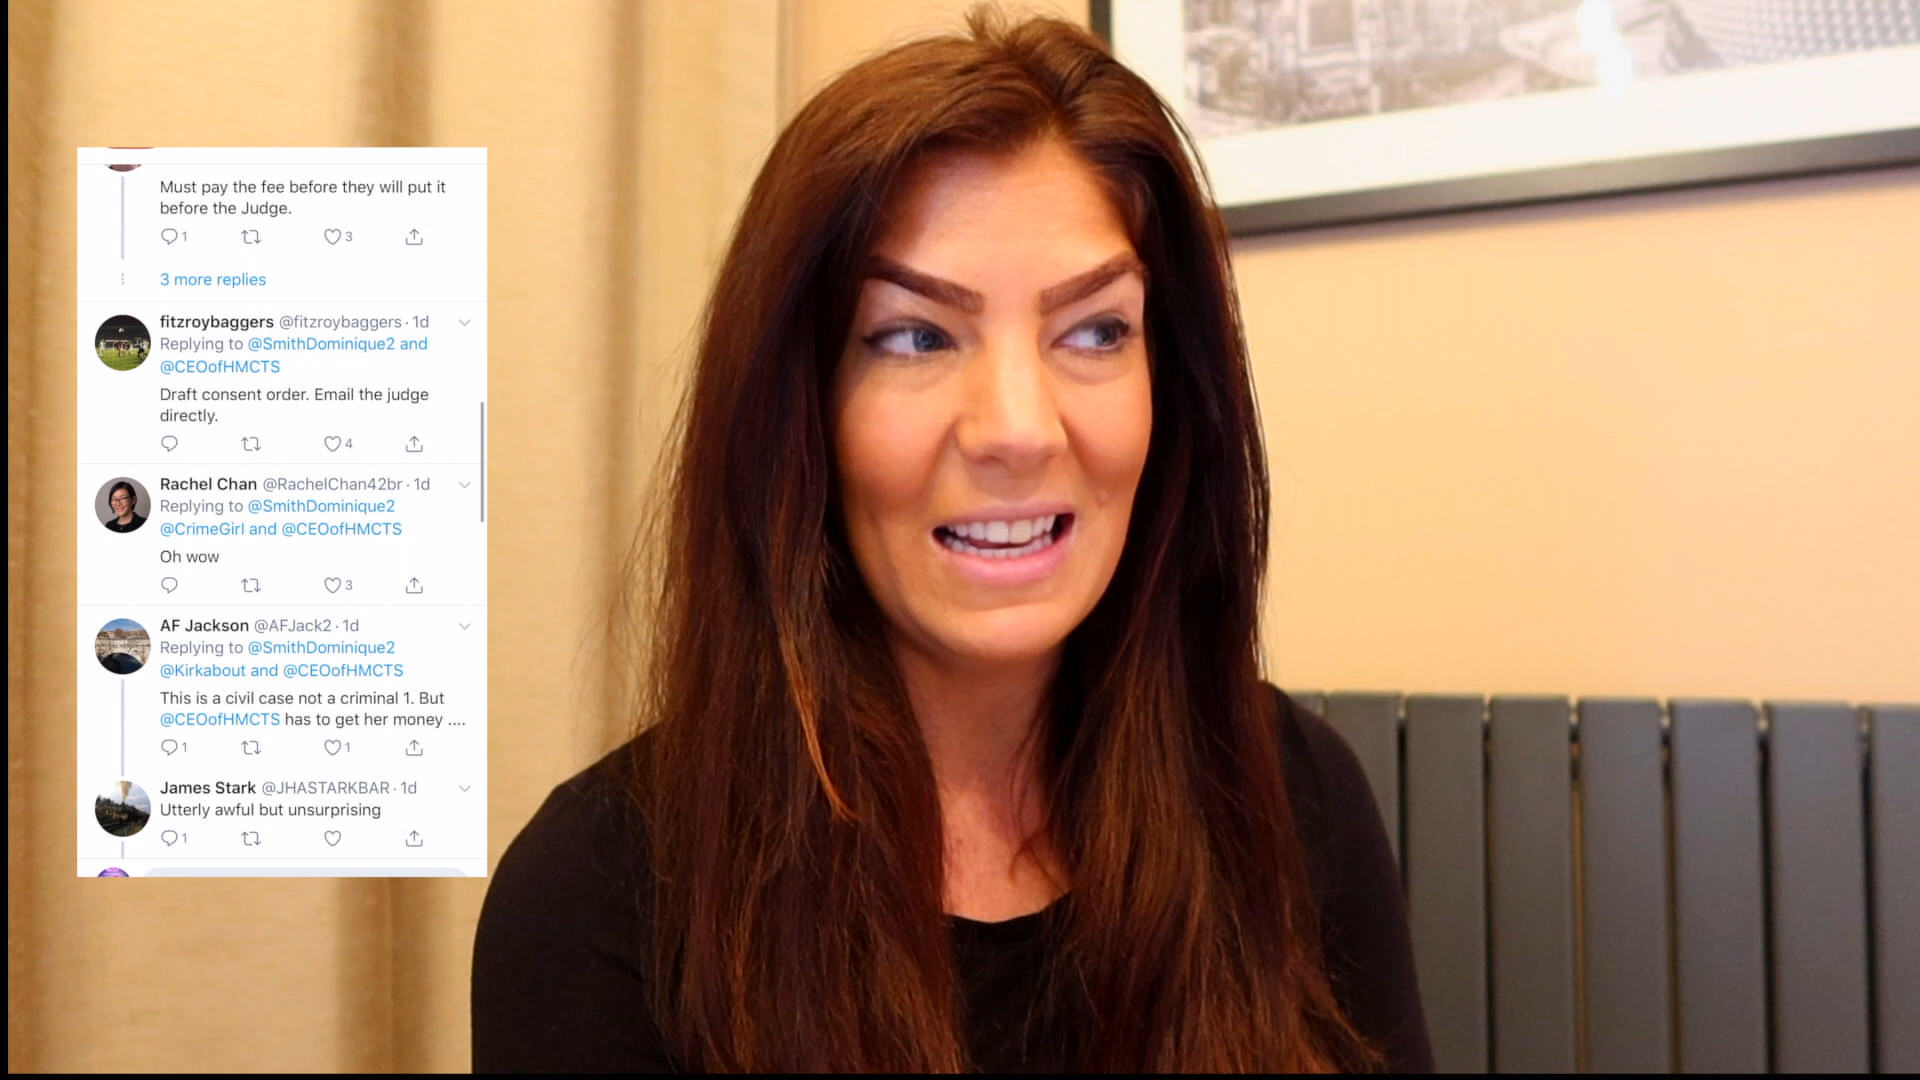 Must pay the fee before they will put it
before the Judge.
1 3
3 more replies
fitzroybaggers @fitzroybaggers · 1d
Replying to @SmithDominique2 and
@CEOofHMCTS
Draft consent order. Email the judge
directly.
4
Rachel Chan @RachelChan42br · 1d
Replying to @SmithDominique2
@CrimeGirl and @CEOofHMCTS
Oh wow
3
AF Jackson @AFJack2 · 1d
Replying to @SmithDominique2
@Kirkabout and @CEOofHMCTS
This is a civil case not a criminal 1. But
@CEOofHMCTS has to get her money ....
1 1
James Stark @JHASTARKBAR · 1d
Utterly awful but unsurprising
1